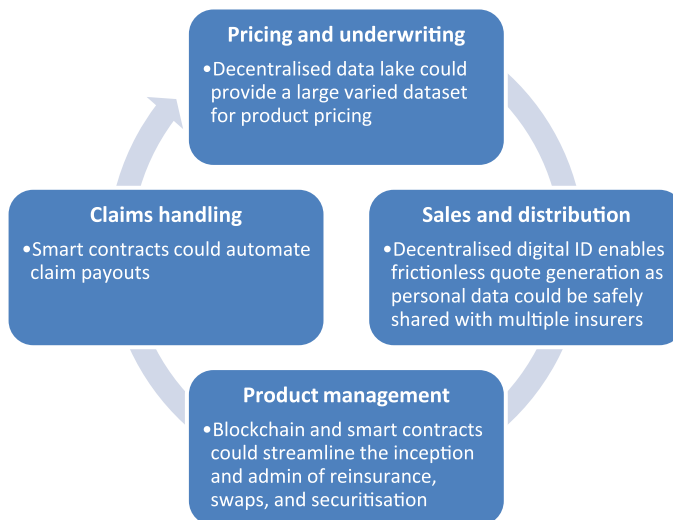 Pricing and underwriting
•Decentralised data lake could
provide a large varied dataset
for product pricing
Sales and distribution
•Decentralised digital ID enables
frictionless quote generation as
personal data could be safely
shared with multiple insurers
Product management
•Blockchain and smart contracts
could streamline the inception
and admin of reinsurance,
swaps, and securitisation
Claims handling
•Smart contracts could automate
claim payouts